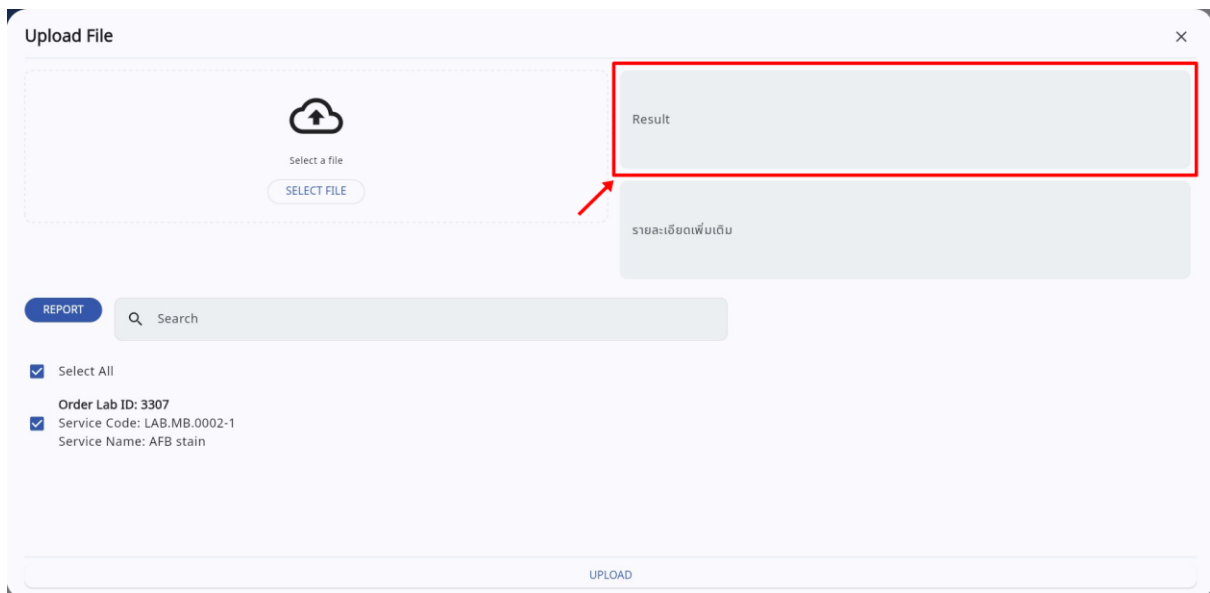 Upload File
Select a file
SELECT FILE
Result
รายละเอียดเพิ่มเติม
REPORT
Search
Select All
Order Lab ID: 3307
Service Code: LAB.MB.0002-1
Service Name: AFB stain
UPLOAD